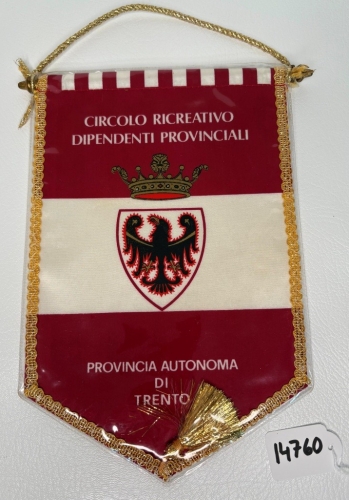 CIRCOLO RICREATIVO
DIPENDENTI PROVINCIALI
PROVINCIA AUTONOMA
DI
TRENTO
14760